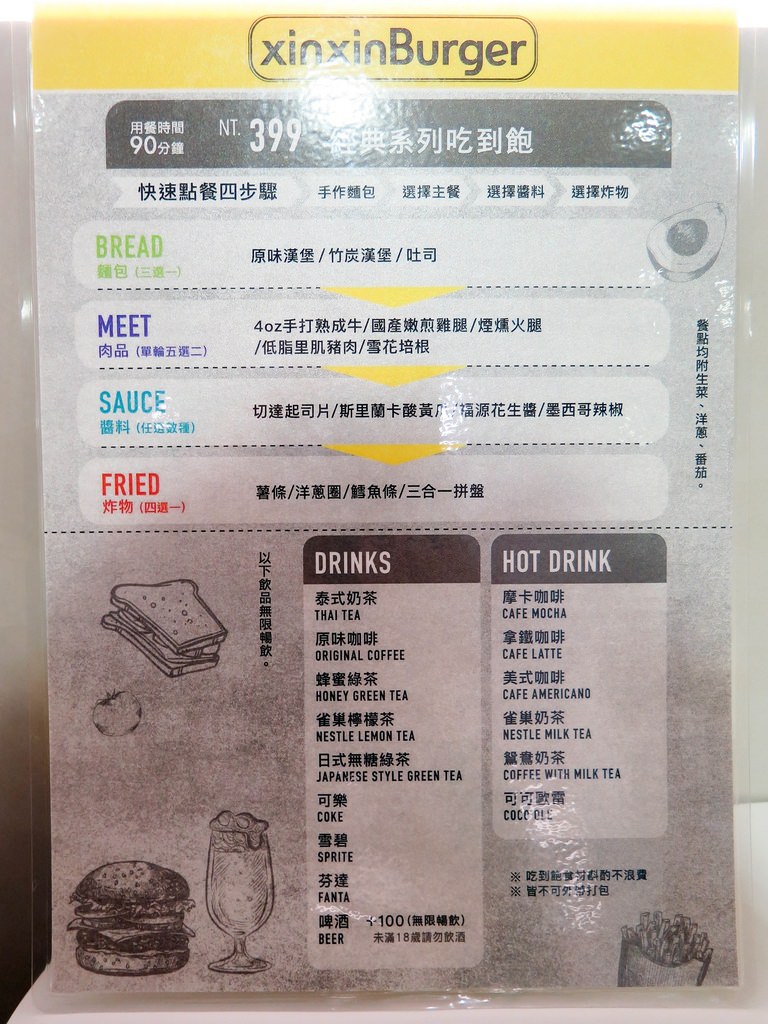 xinxinBurger
用餐時間
90分鐘
NT. 399 經典系列吃到飽
快速點餐四步驟 手作麵包 選擇主餐 選擇醬料 選擇炸物
BREAD
麵包 (三選一)
原味漢堡 / 竹炭漢堡 / 吐司
MEET
肉品 (單輪五選二)
4oz手打熟成牛/國產嫩煎雞腿/煙燻火腿
/低脂里肌豬肉/雪花培根
SAUCE
醬料 (任選數種)
切達起司片/斯里蘭卡酸黃瓜/福源花生醬/墨西哥辣椒
FRIED
炸物 (四選一)
薯條/洋蔥圈/鱈魚條/三合一拼盤
餐點均附生菜、洋蔥、番茄。
以下飲品無限暢飲。
DRINKS
泰式奶茶
THAI TEA
原味咖啡
ORIGINAL COFFEE
蜂蜜綠茶
HONEY GREEN TEA
雀巢檸檬茶
NESTLE LEMON TEA
日式無糖綠茶
JAPANESE STYLE GREEN TEA
可樂
COKE
雪碧
SPRITE
芬達
FANTA
啤酒 +100(無限暢飲)
BEER 未滿18歲請勿飲酒
HOT DRINK
摩卡咖啡
CAFE MOCHA
拿鐵咖啡
CAFE LATTE
美式咖啡
CAFE AMERICANO
雀巢奶茶
NESTLE MILK TEA
鴛鴦奶茶
COFFEE WITH MILK TEA
可可歐蕾
COCO OLE
※ 吃到飽食材斟酌不浪費
※ 皆不可外帶打包